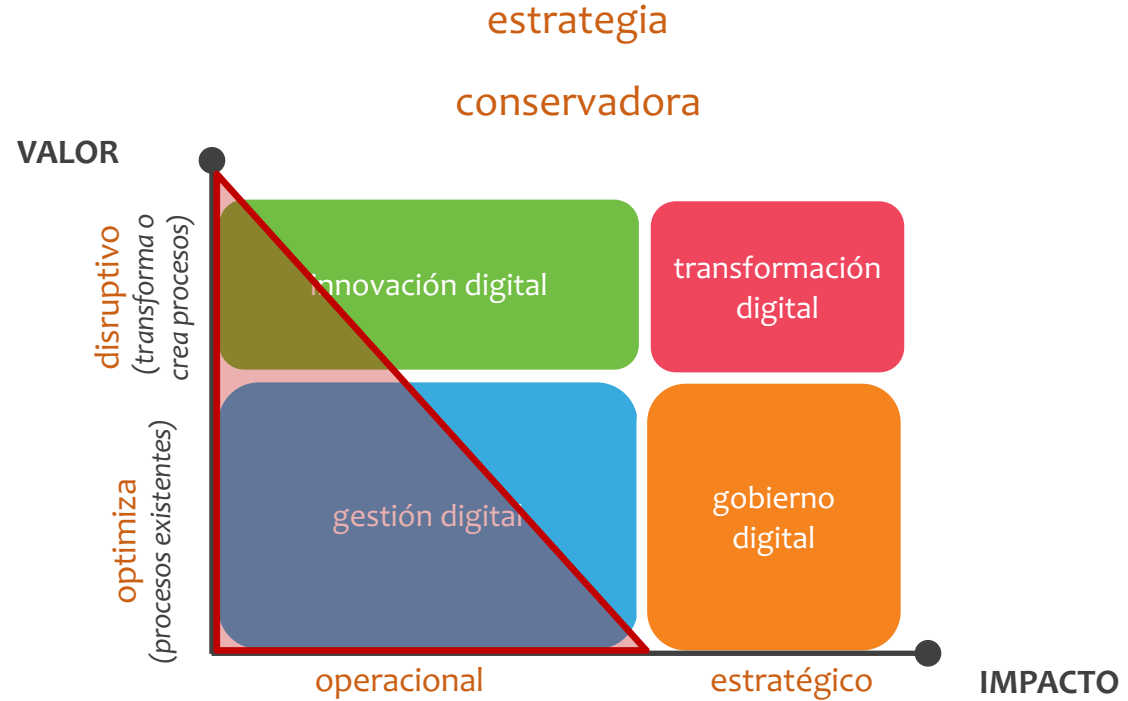 estrategia
conservadora
VALOR
disruptivo
(transforma o
crea procesos)
innovación digital
transformación
digital
optimiza
(procesos existentes)
gestión digital
gobierno
digital
operacional
estratégico
IMPACTO